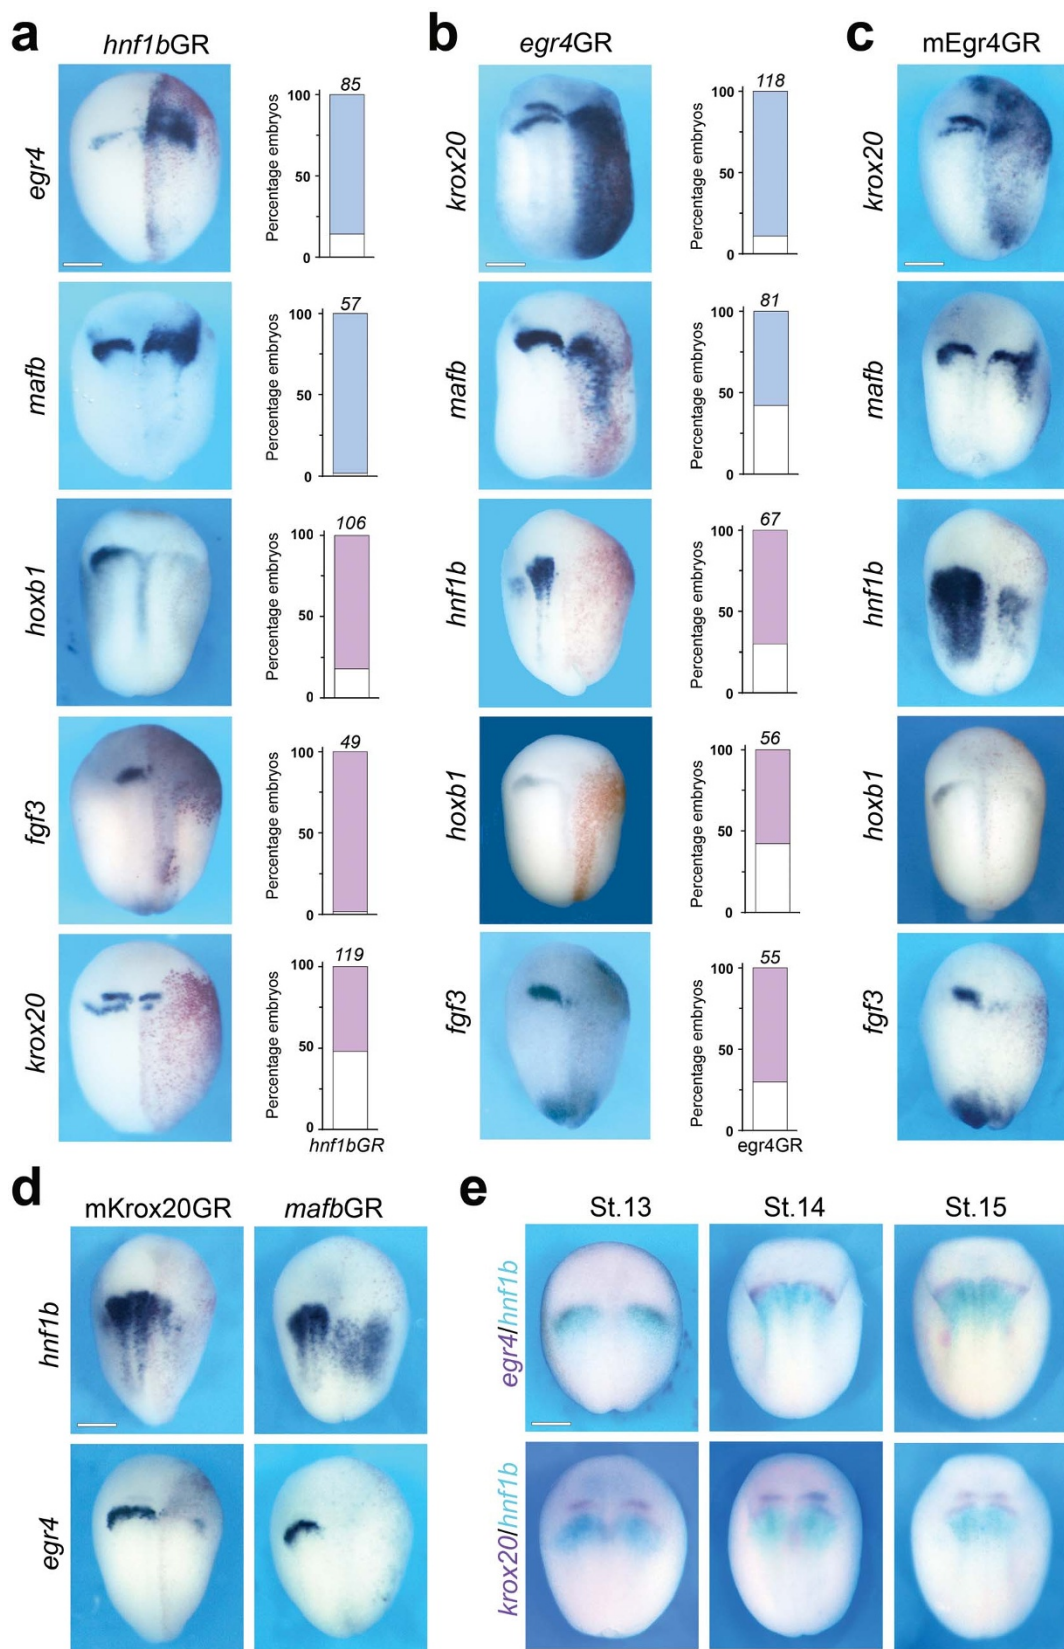 a
hnf1bGR
egr4
Percentage embryos
100
50
0
85
mafb
Percentage embryos
100
50
0
57
hoxb1
Percentage embryos
100
50
0
106
fgf3
Percentage embryos
100
50
0
49
krox20
Percentage embryos
100
50
0
119
hnf1bGR
b
egr4GR
krox20
Percentage embryos
100
50
0
118
mafb
Percentage embryos
100
50
0
81
hnf1b
Percentage embryos
100
50
0
67
hoxb1
Percentage embryos
100
50
0
56
fgf3
Percentage embryos
100
50
0
55
egr4GR
c
mEgr4GR
krox20
mafb
hnf1b
hoxb1
fgf3
d
mKrox20GR
mafbGR
hnf1b
egr4
e
St.13
St.14
St.15
egr4/hnf1b
krox20/hnf1b